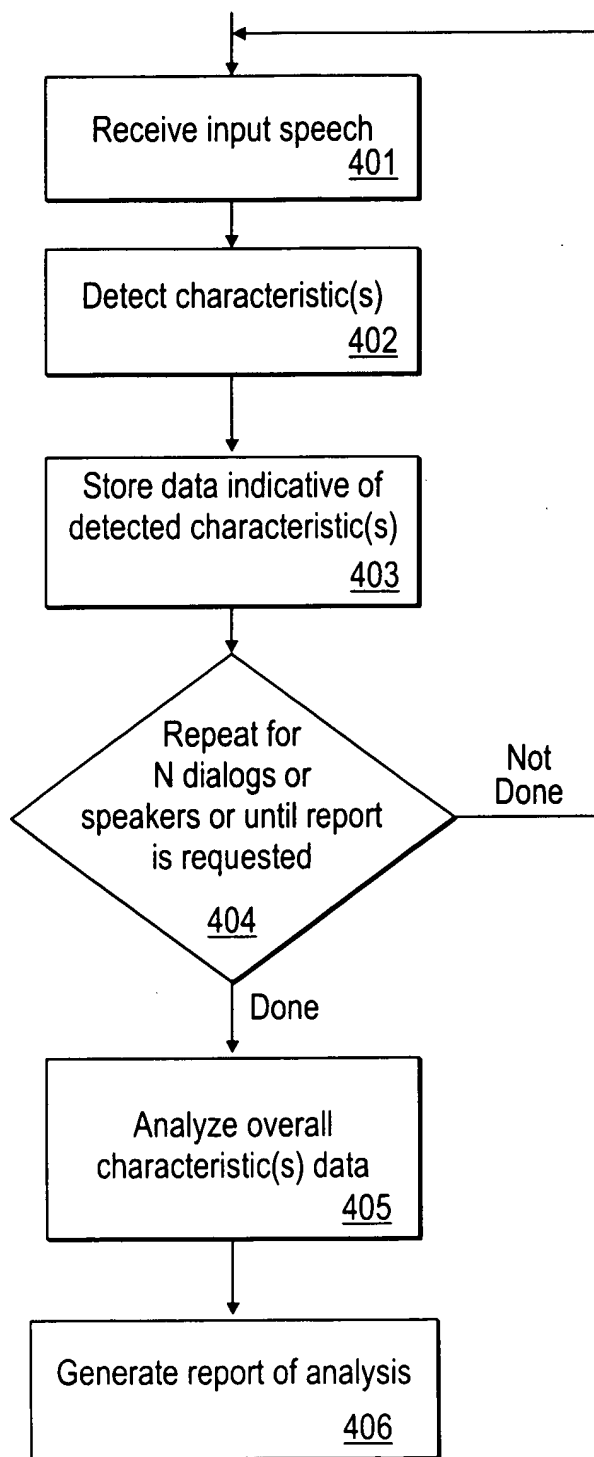 Receive input speech
401
Detect characteristic(s)
402
Store data indicative of
detected characteristic(s)
403
Repeat for
N dialogs or
speakers or until report
is requested
404
Not
Done
Done
Analyze overall
characteristic(s) data
405
Generate report of analysis
406